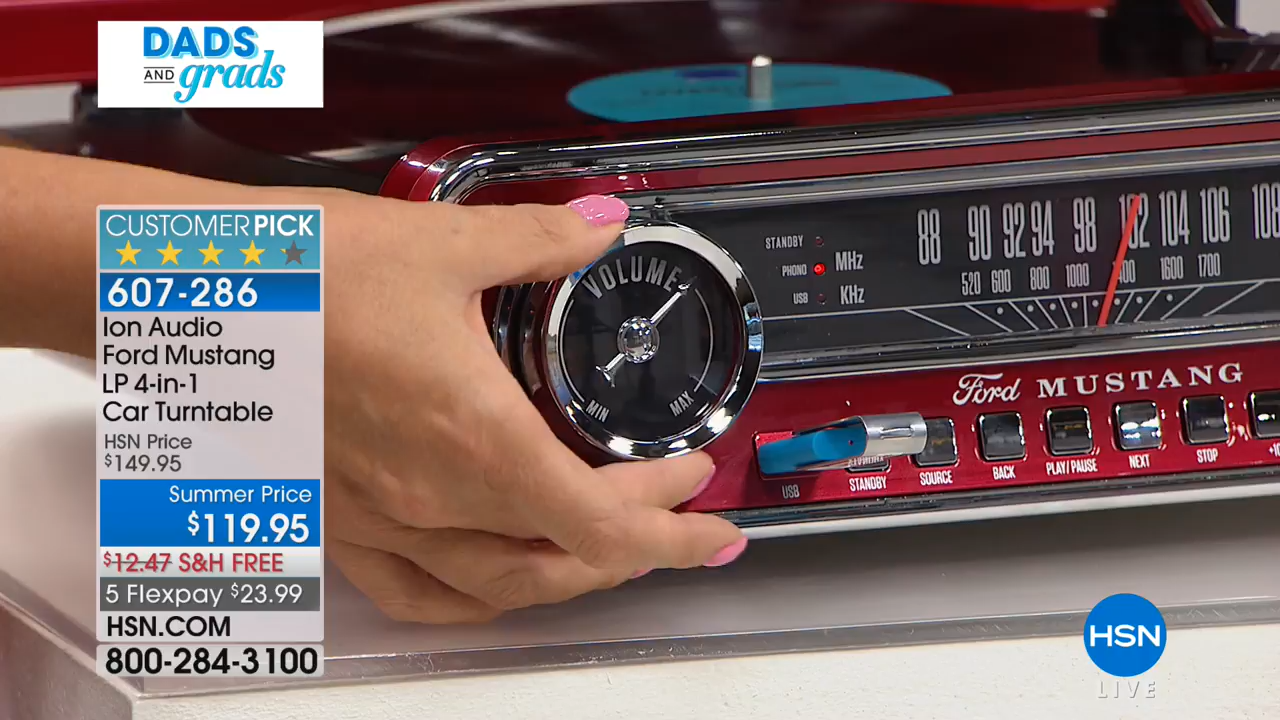 DADS
AND grads
CUSTOMER PICK
607-286
Ion Audio
Ford Mustang
LP 4-in-1
Car Turntable
HSN Price
$149.95
Summer Price
$119.95
$12.47 S&H FREE
5 Flexpay $23.99
HSN.COM
800-284-3100
VOLUME
MIN
MAX
STANDBY
PHONO
USB
MHz
KHz
88 90 92 94 98 102 104 106 108
520 600 800 1000 1600 1700
Ford MUSTANG
USB
STANDBY
SOURCE
BACK
PLAY/PAUSE
NEXT
STOP
HSN
LIVE